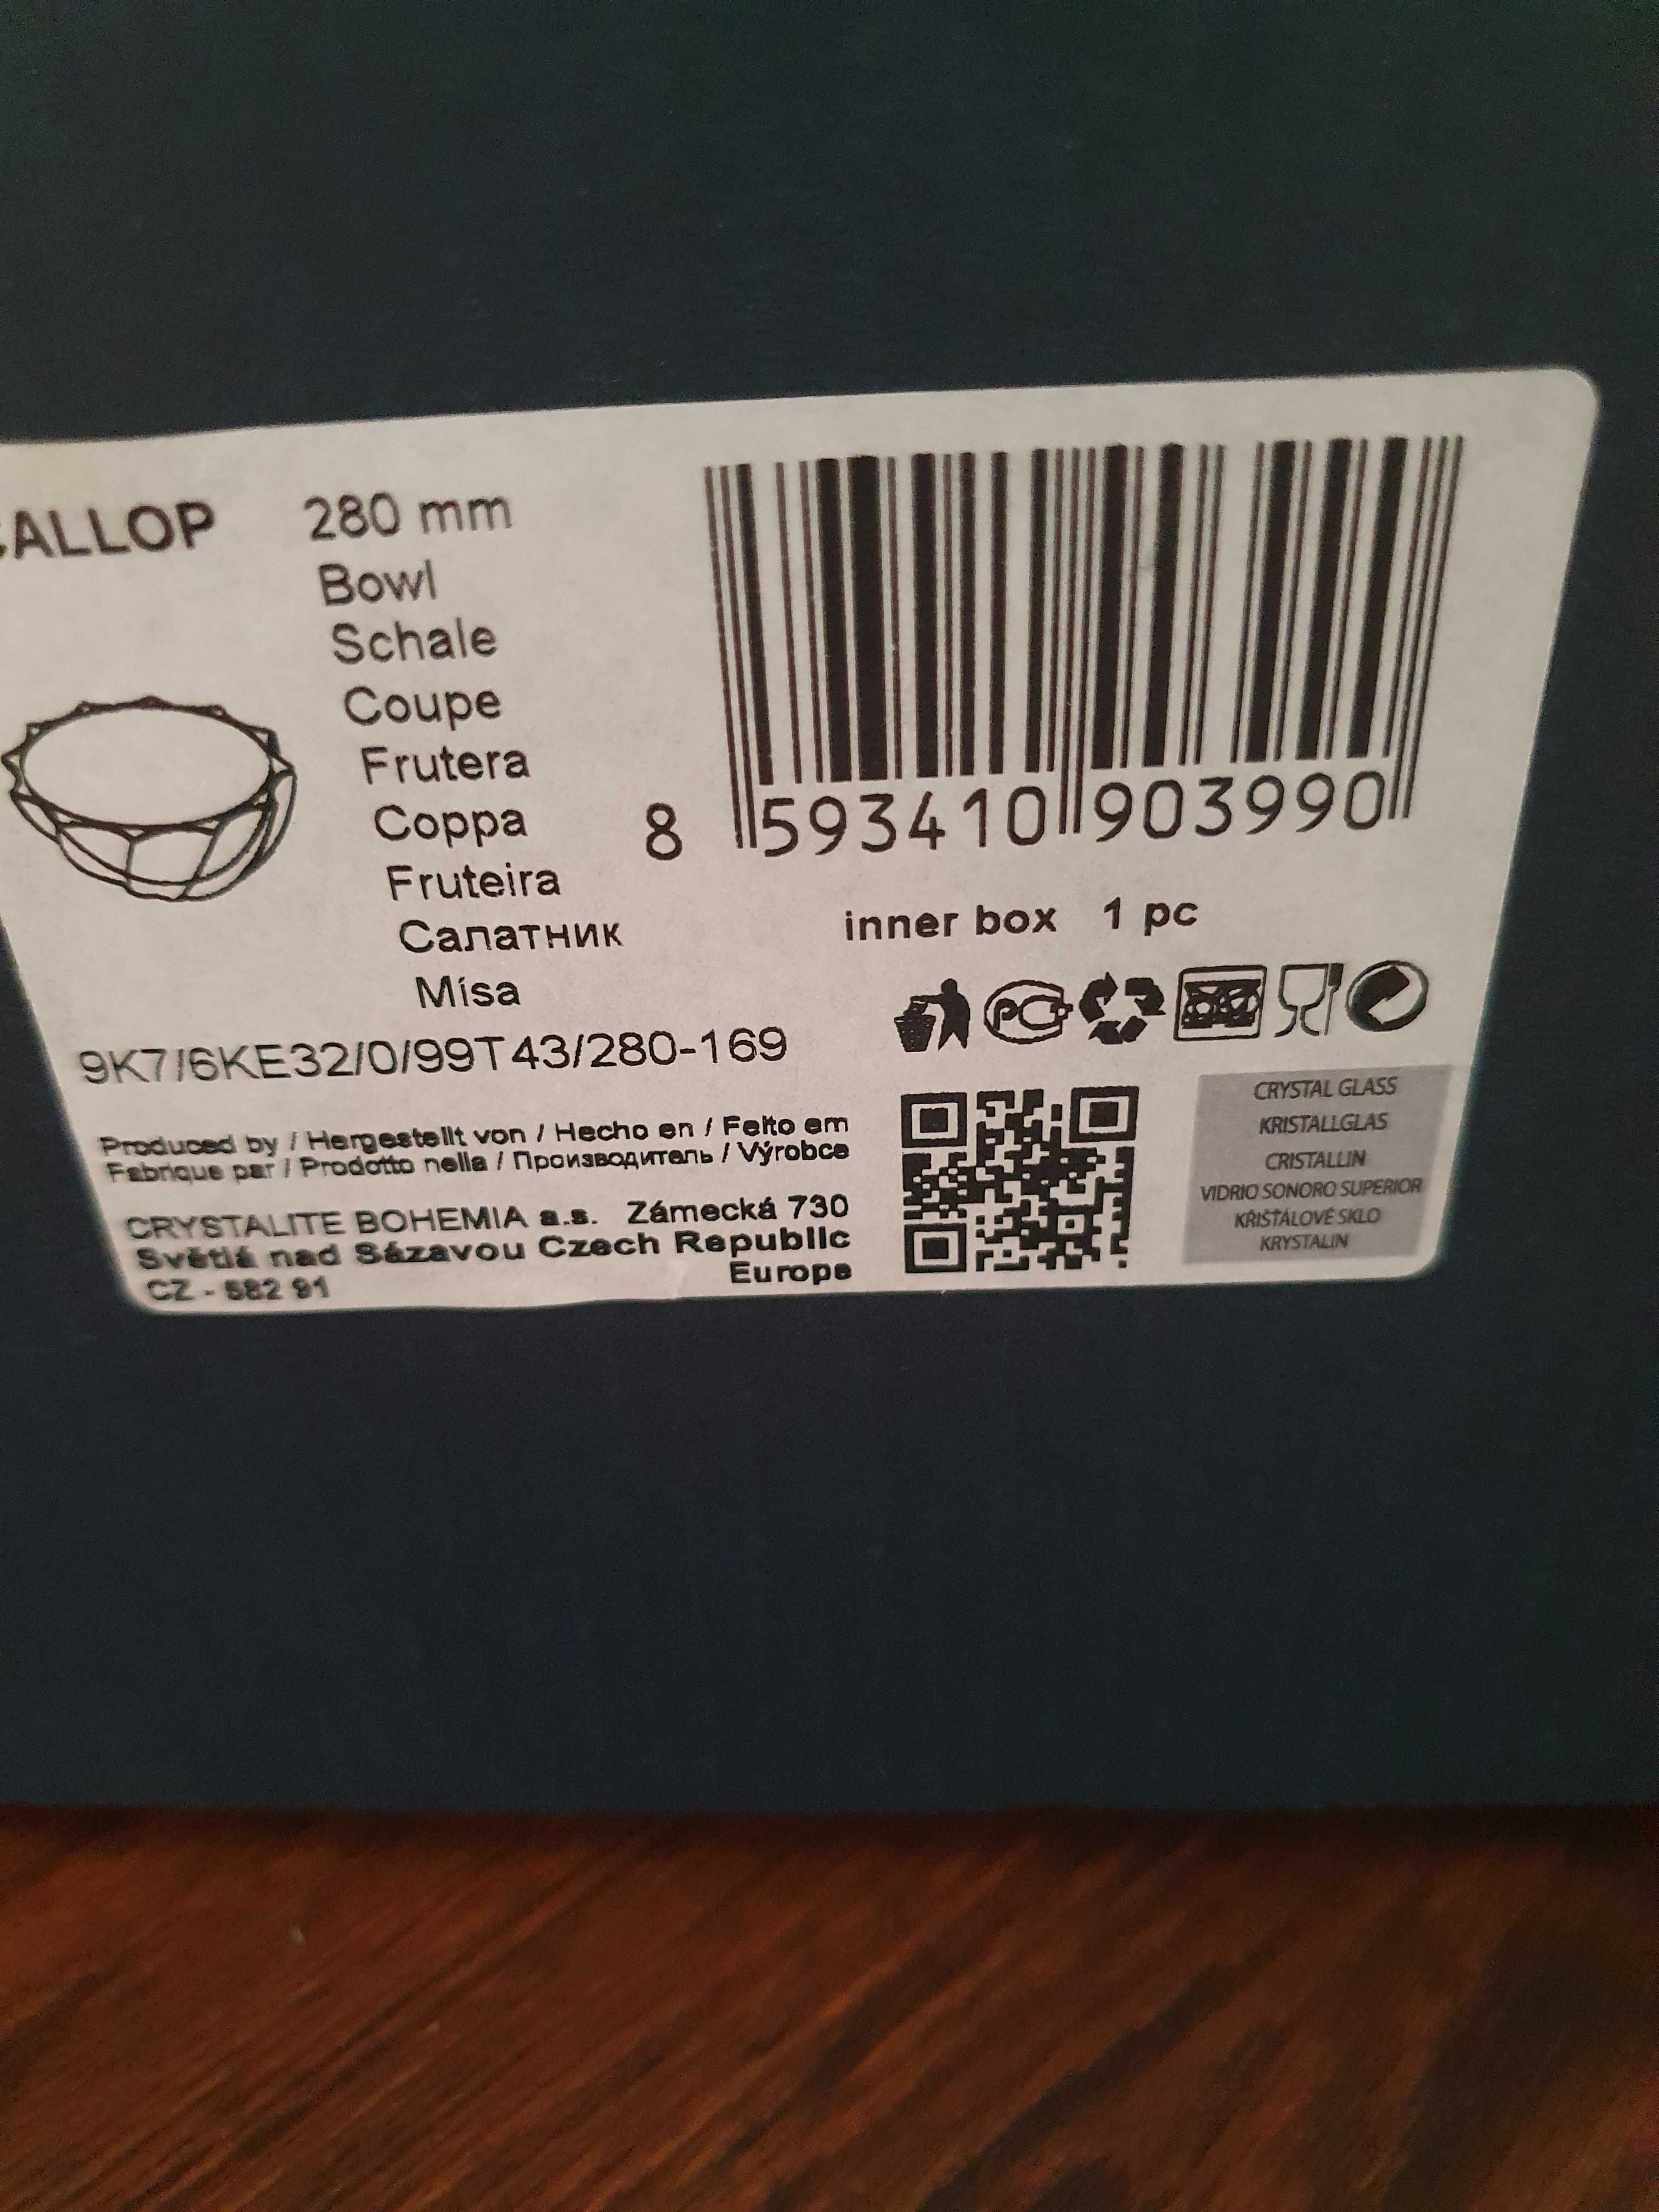 CALLOP
280 mm
Bowl
Schale
Coupe
Frutera
Coppa
Fruteira
Салатник
Mísa
8 593410 903990
inner box 1 pc
PC
9K7/6KE32/0/99T43/280-169
Produced by / Hergestellt von / Hecho en / Feito em
Fabrique par / Prodotto nella / Производитель / Výrobce
CRYSTALITE BOHEMIA a.s. Zámecká 730
Světlá nad Sázavou Czech Republic
Europe
CZ - 582 91
CRYSTAL GLASS
KRISTALLGLAS
CRISTALLIN
VIDRIO SONORO SUPERIOR
KŘIŠŤÁLOVÉ SKLO
KRYSTALIN